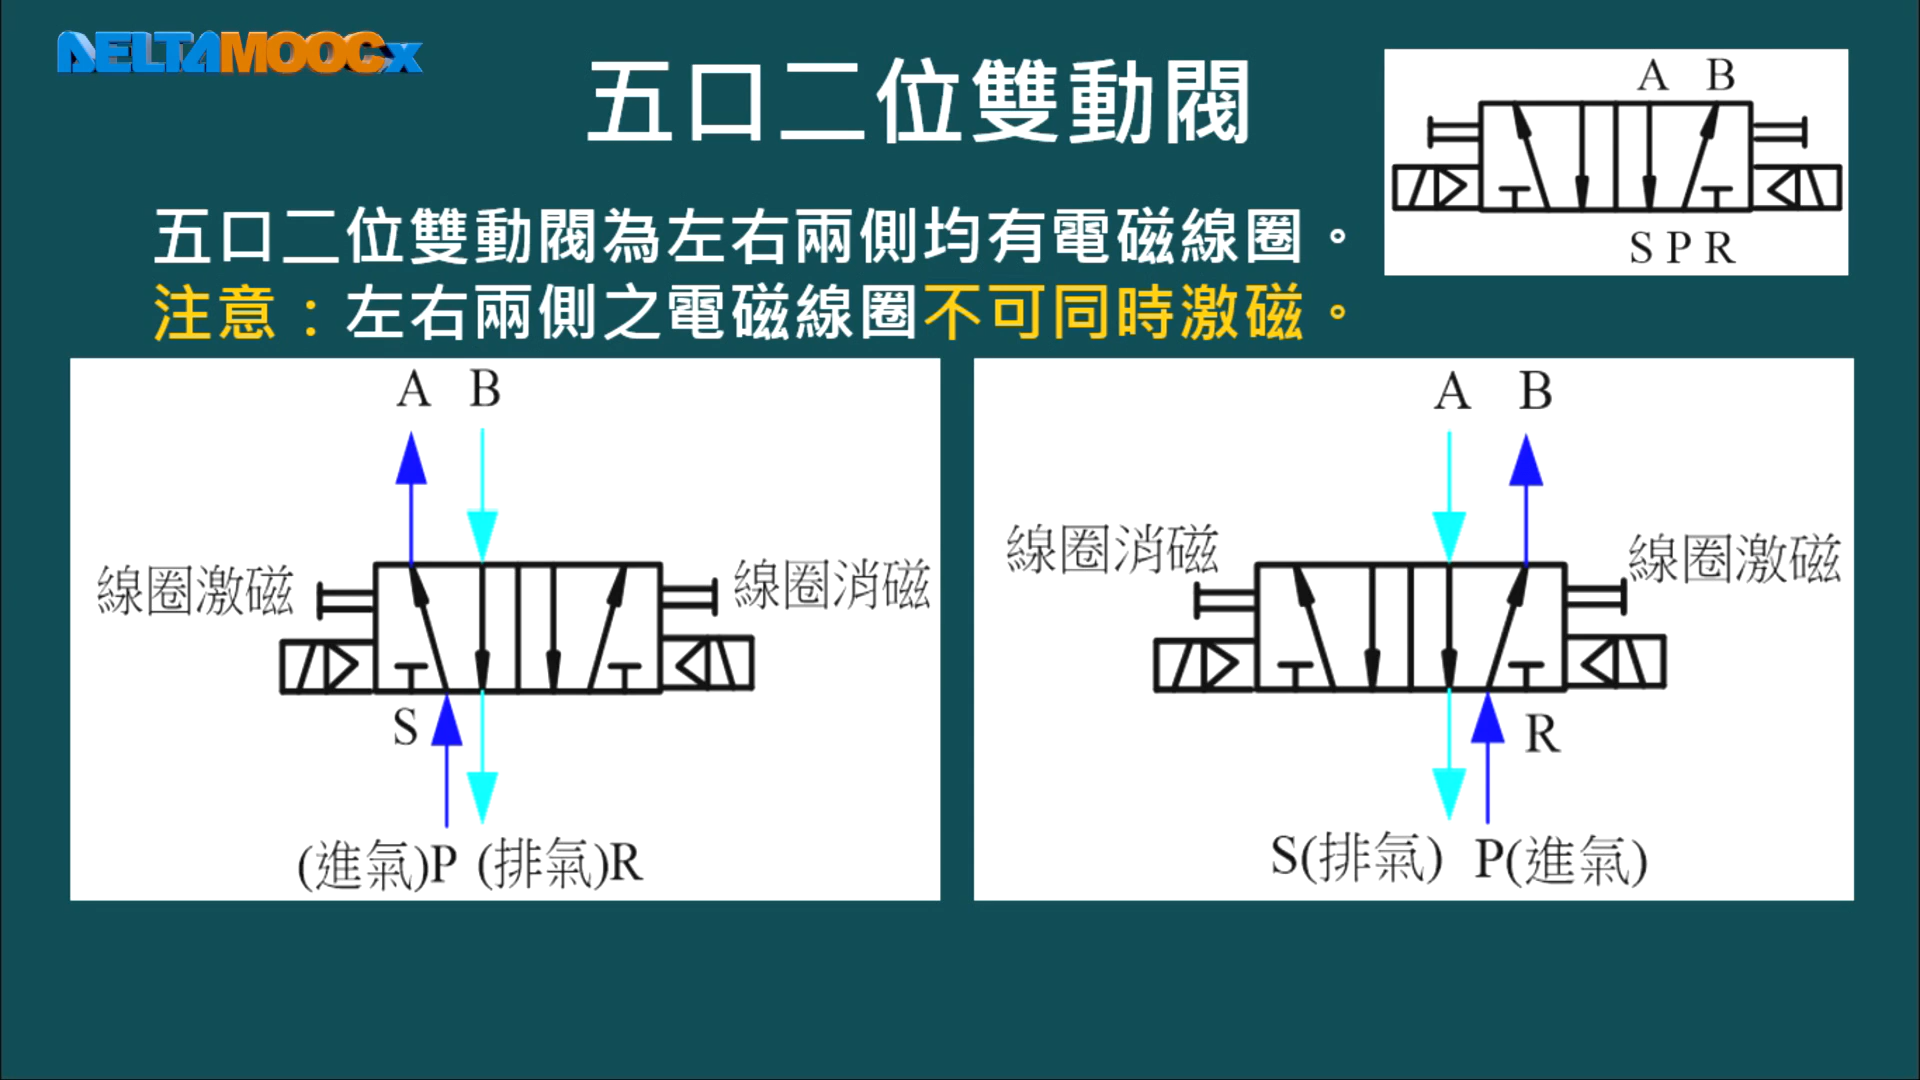 DELTAMOOCx
五口二位雙動閥
A B
S P R
五口二位雙動閥為左右兩側均有電磁線圈。
注意：左右兩側之電磁線圈不可同時激磁。
A B
線圈激磁
線圈消磁
S
(進氣)P (排氣)R
A B
線圈消磁
線圈激磁
R
S(排氣) P(進氣)